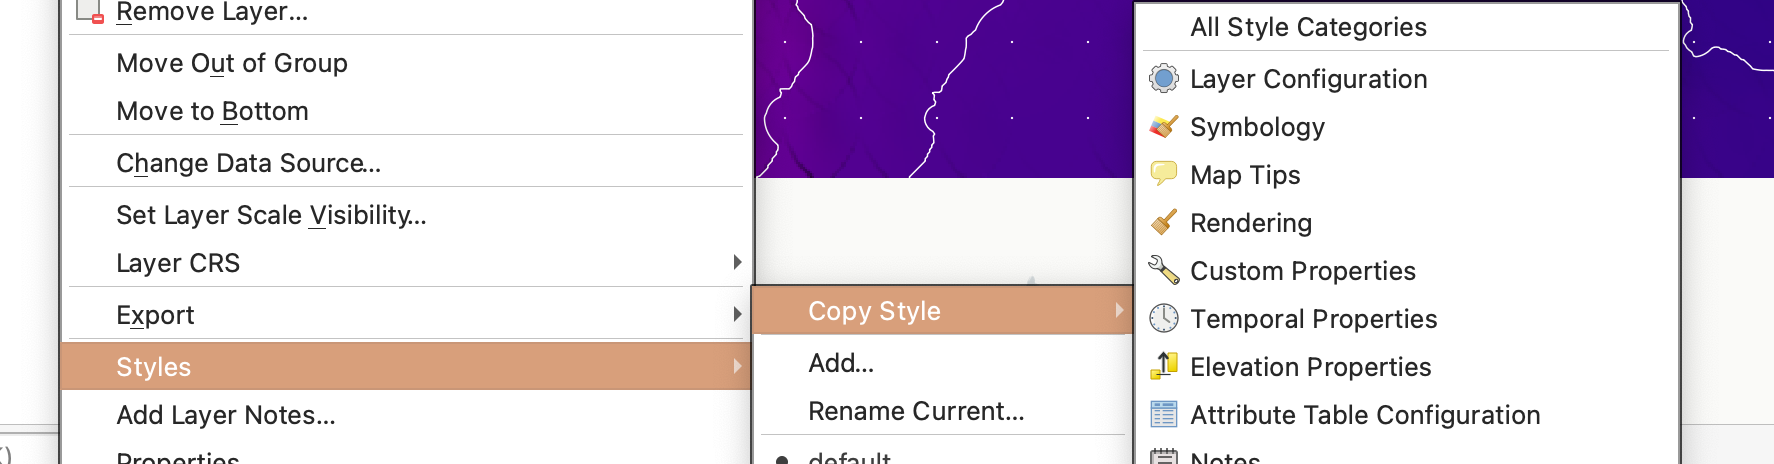 Remove Layer...
Move Out of Group
Move to Bottom
Change Data Source...
Set Layer Scale Visibility...
Layer CRS
Export
Styles
Add Layer Notes...
Properties
Copy Style
Add...
Rename Current...
default
All Style Categories
Layer Configuration
Symbology
Map Tips
Rendering
Custom Properties
Temporal Properties
Elevation Properties
Attribute Table Configuration
Notes